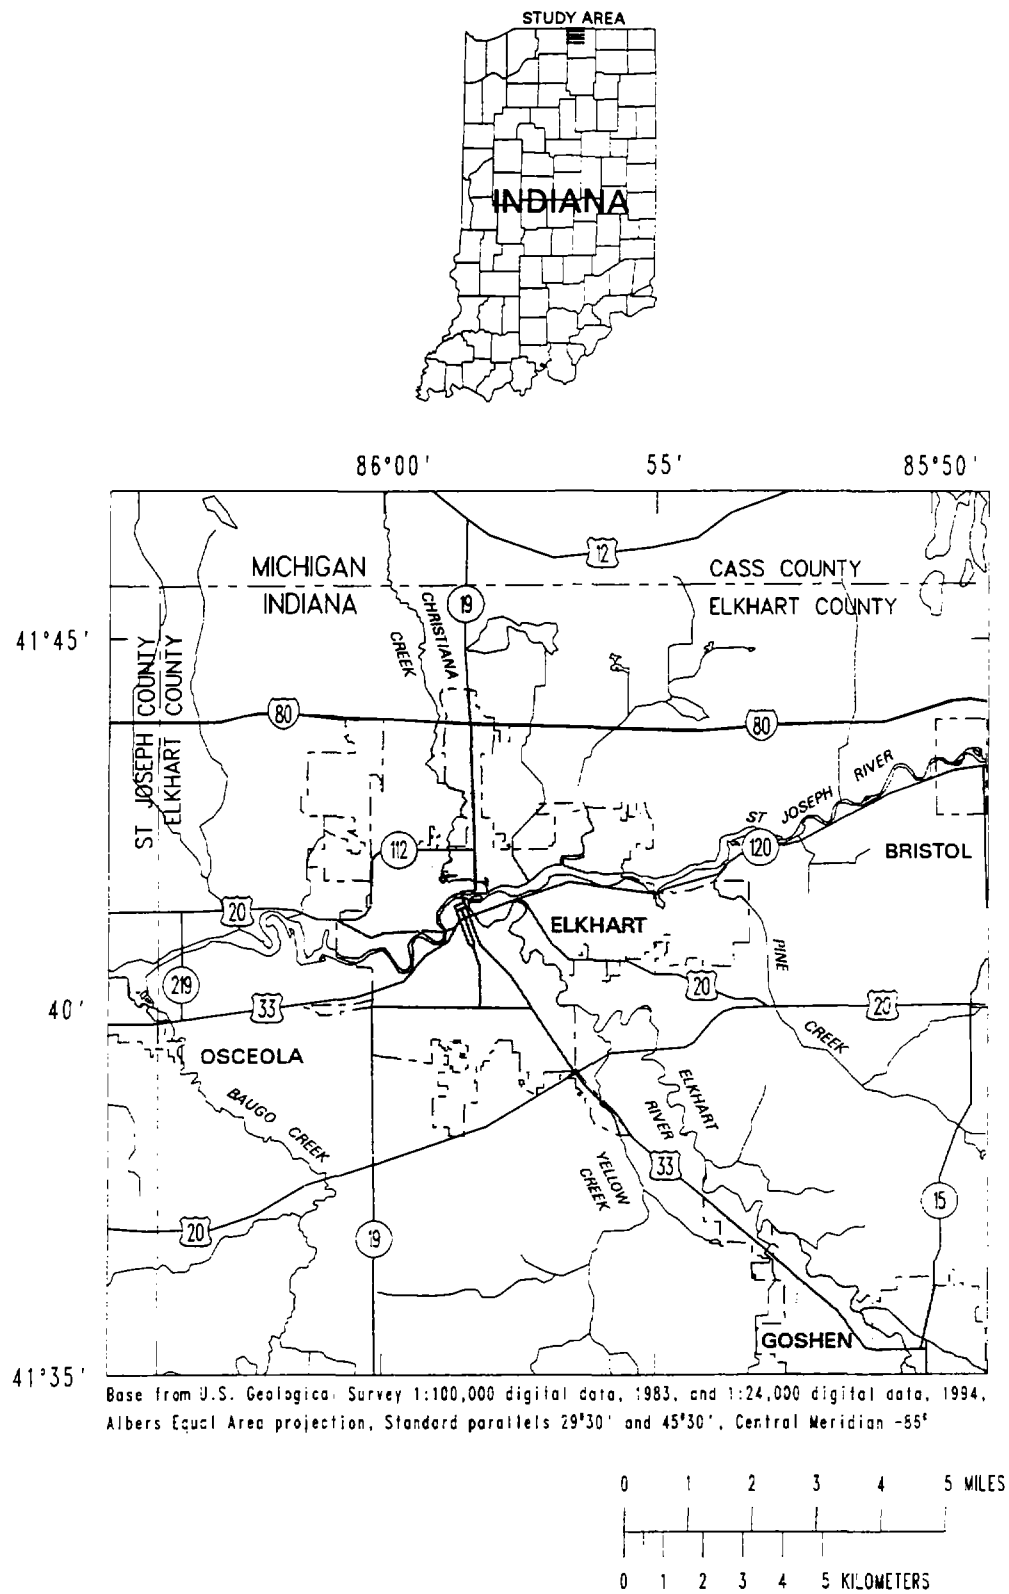 STUDY AREA
INDIANA
86°00'
55'
85°50'
12
MICHIGAN
CASS COUNTY
INDIANA
ELKHART COUNTY
19
CHRISTIANA
CREEK
41°45'
ST JOSEPH COUNTY
ELKHART COUNTY
80
80
ST
JOSEPH
RIVER
112
120
BRISTOL
20
ELKHART
PINE
CREEK
219
33
20
20
40'
OSCEOLA
BAUGO CREEK
ELKHART
RIVER
YELLOW
CREEK
33
15
20
19
GOSHEN
41°35'
Base from U.S. Geological Survey 1:100,000 digital data, 1983, and 1:24,000 digital data, 1994,
Albers Equal Area projection, Standard parallels 29°30' and 45°30', Central Meridian
0 1 2 3 4 5 MILES
0 1 2 3 4 5 KILOMETERS